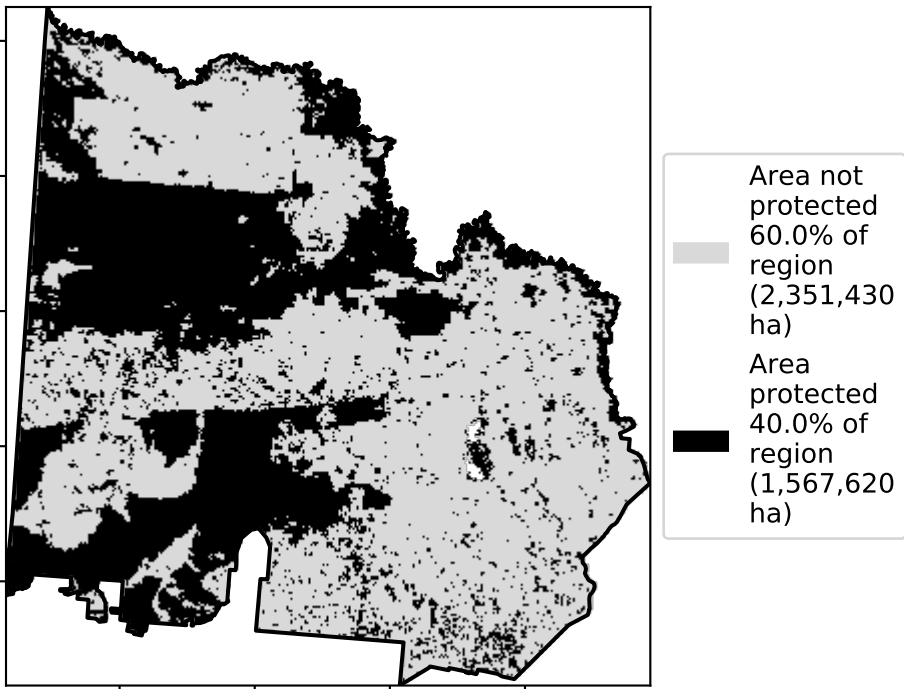 Area not
protected
60.0% of
region
(2,351,430
ha)
Area
protected
40.0% of
region
(1,567,620
ha)